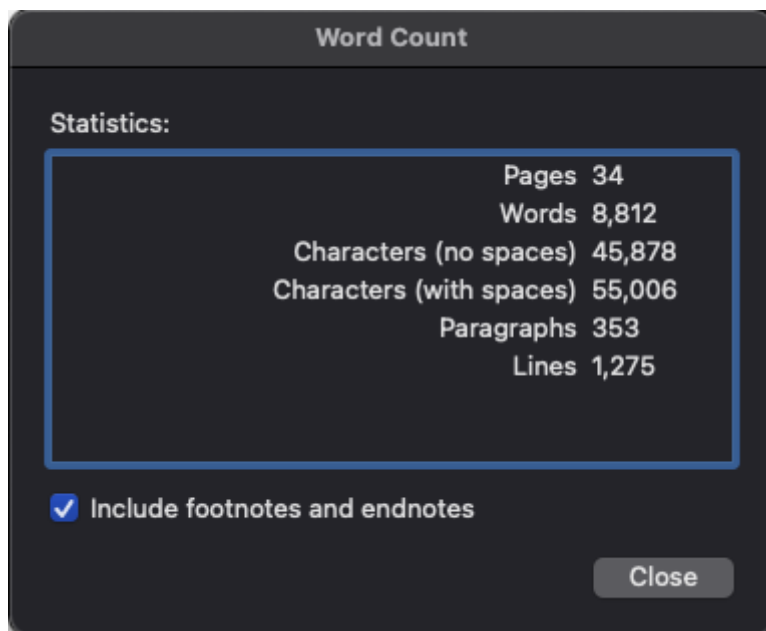 Word Count
Statistics:
Pages 34
Words 8,812
Characters (no spaces) 45,878
Characters (with spaces) 55,006
Paragraphs 353
Lines 1,275
Include footnotes and endnotes
Close